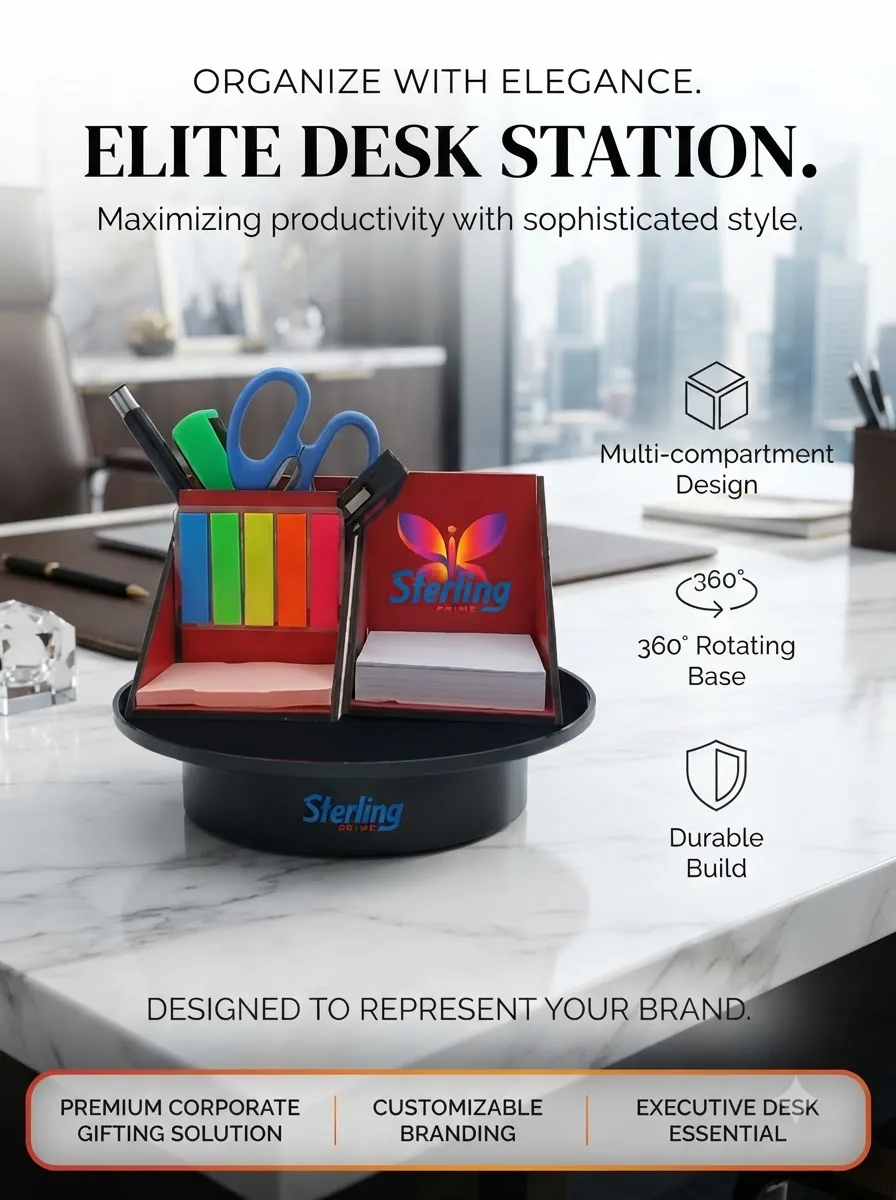 ORGANIZE WITH ELEGANCE.
ELITE DESK STATION.
Maximizing productivity with sophisticated style.
Multi-compartment
Design
360°
360° Rotating
Base
Sterling
PRIME
Durable
Build
Sterling
PRIME
DESIGNED TO REPRESENT YOUR BRAND.
PREMIUM CORPORATE
GIFTING SOLUTION
CUSTOMIZABLE
BRANDING
EXECUTIVE DESK
ESSENTIAL